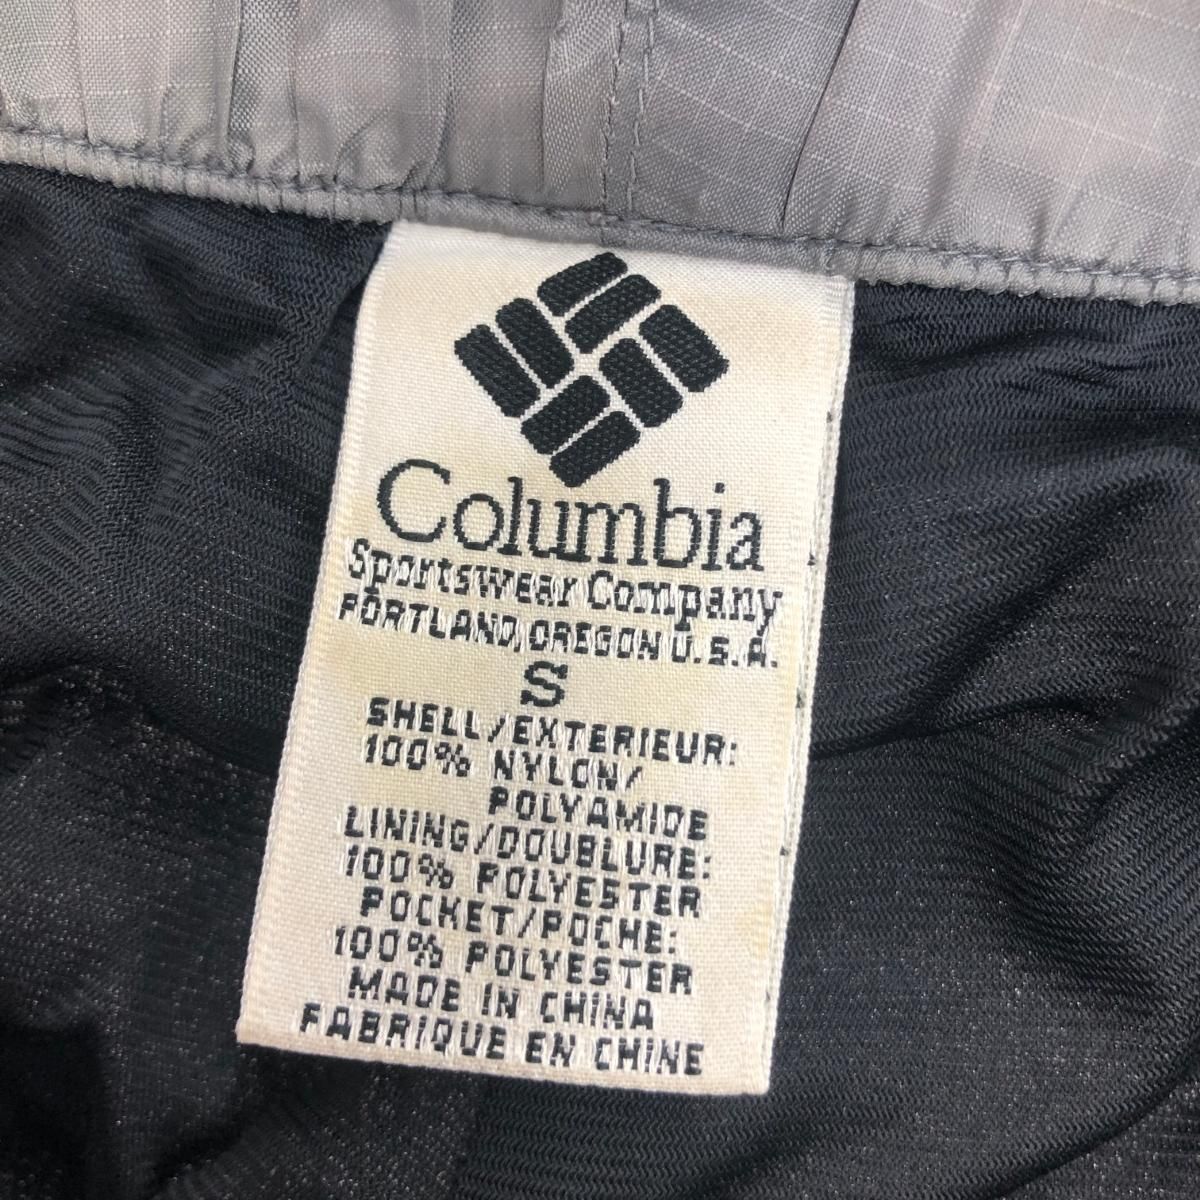 Columbia
Sportswear Company
PORTLAND, OREGON U.S.A.
S
SHELL/EXTERIEUR:
100% NYLON/
POLYAMIDE
LINING/DOUBLURE:
100% POLYESTER
POCKET/POCHE:
100% POLYESTER
MADE IN CHINA
FABRIQUE EN CHINE